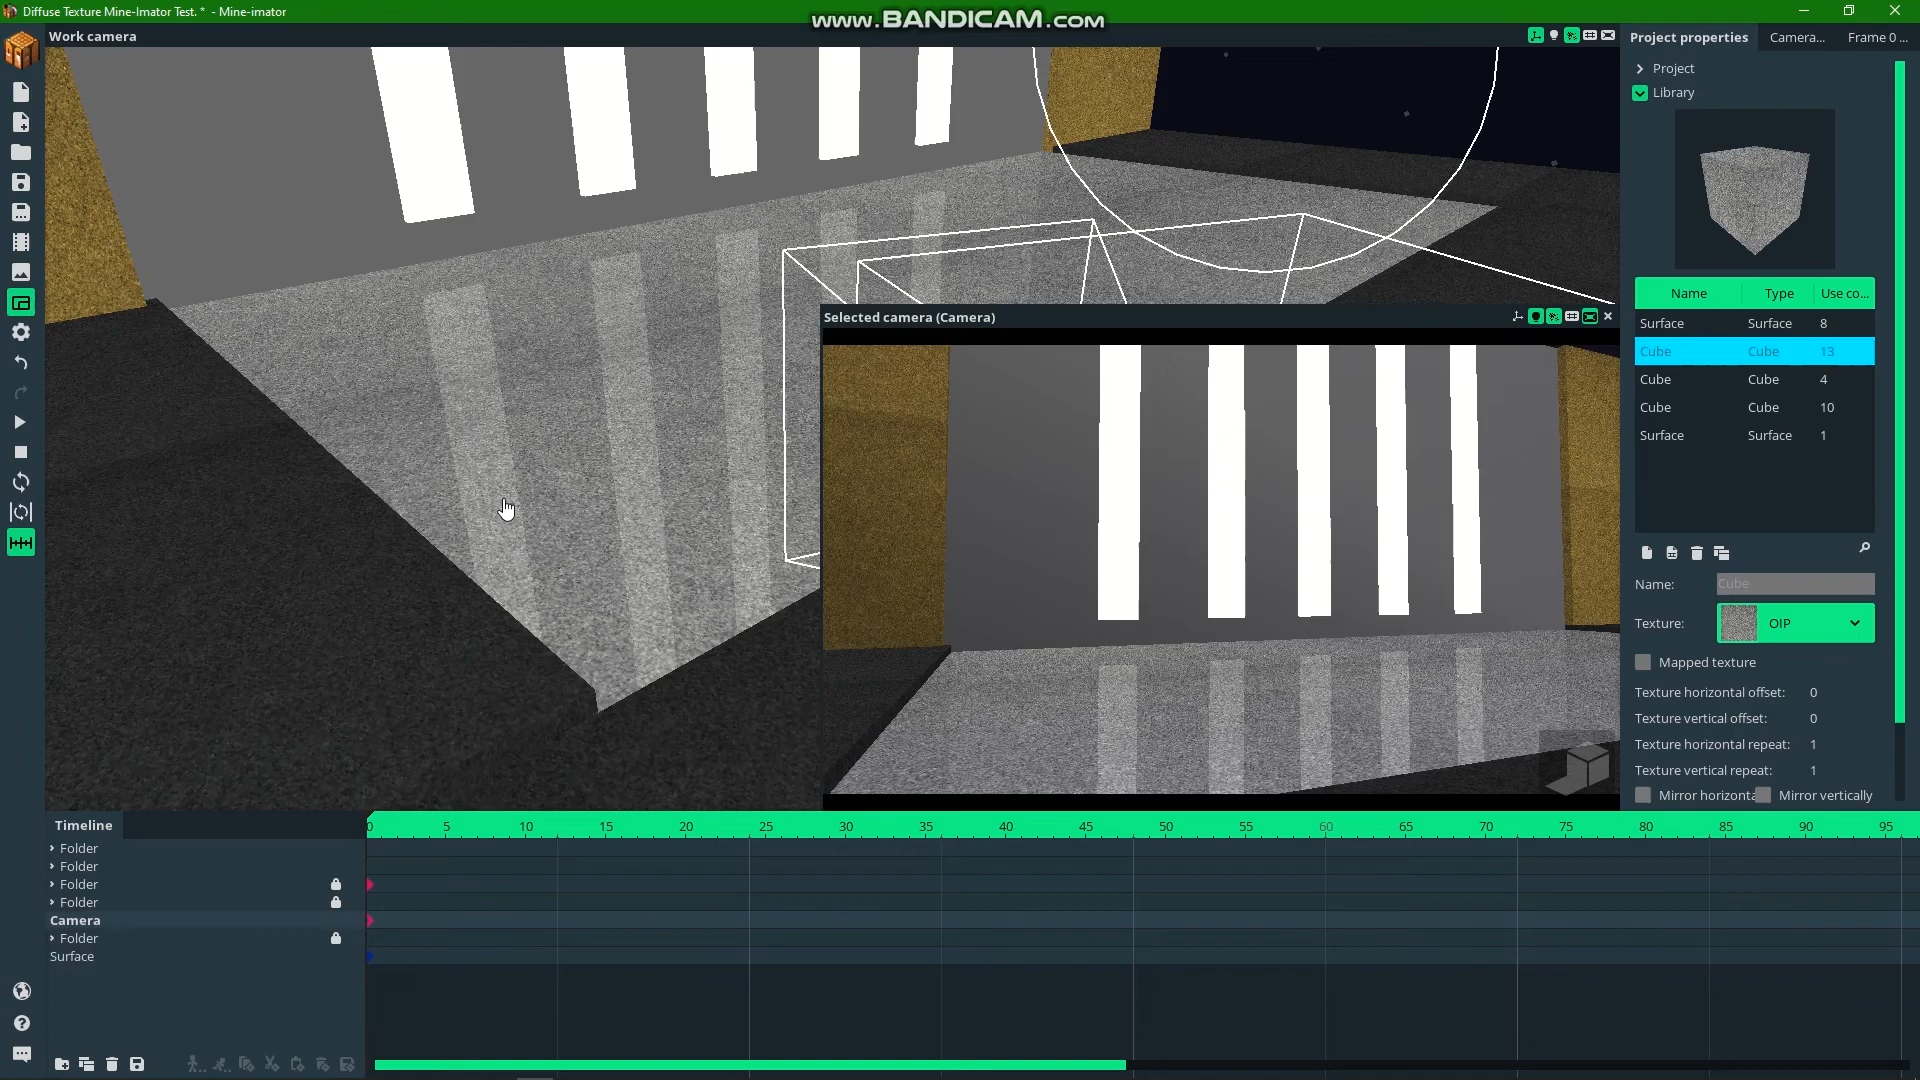 Diffuse Texture Mine-Imator Test. * - Mine-imator
www.BANDICAM.com
Work camera
Project properties
Camera...
Frame 0 ...
Project
Library
Name Type Use co...
Surface Surface 8
Cube Cube 13
Cube Cube 4
Cube Cube 10
Surface Surface 1
Name: Cube
Texture: OIP
Mapped texture
Texture horizontal offset: 0
Texture vertical offset: 0
Texture horizontal repeat: 1
Texture vertical repeat: 1
Mirror horizonta Mirror vertically
Selected camera (Camera)
Timeline
0 5 10 15 20 25 30 35 40 45 50 55 60 65 70 75 80 85 90 95
Folder
Folder
Folder
Folder
Camera
Folder
Surface